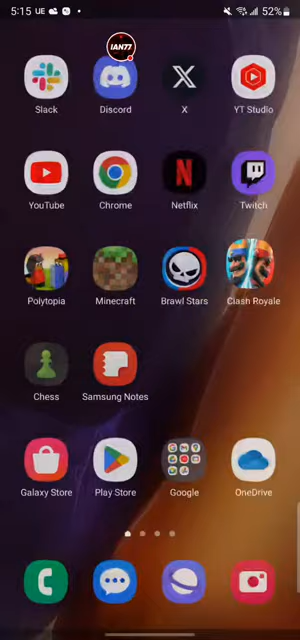 5:15 UE 52%
IAN77
Slack Discord X YT Studio
YouTube Chrome Netflix Twitch
Polytopia Minecraft Brawl Stars Clash Royale
Chess Samsung Notes
Galaxy Store Play Store Google OneDrive